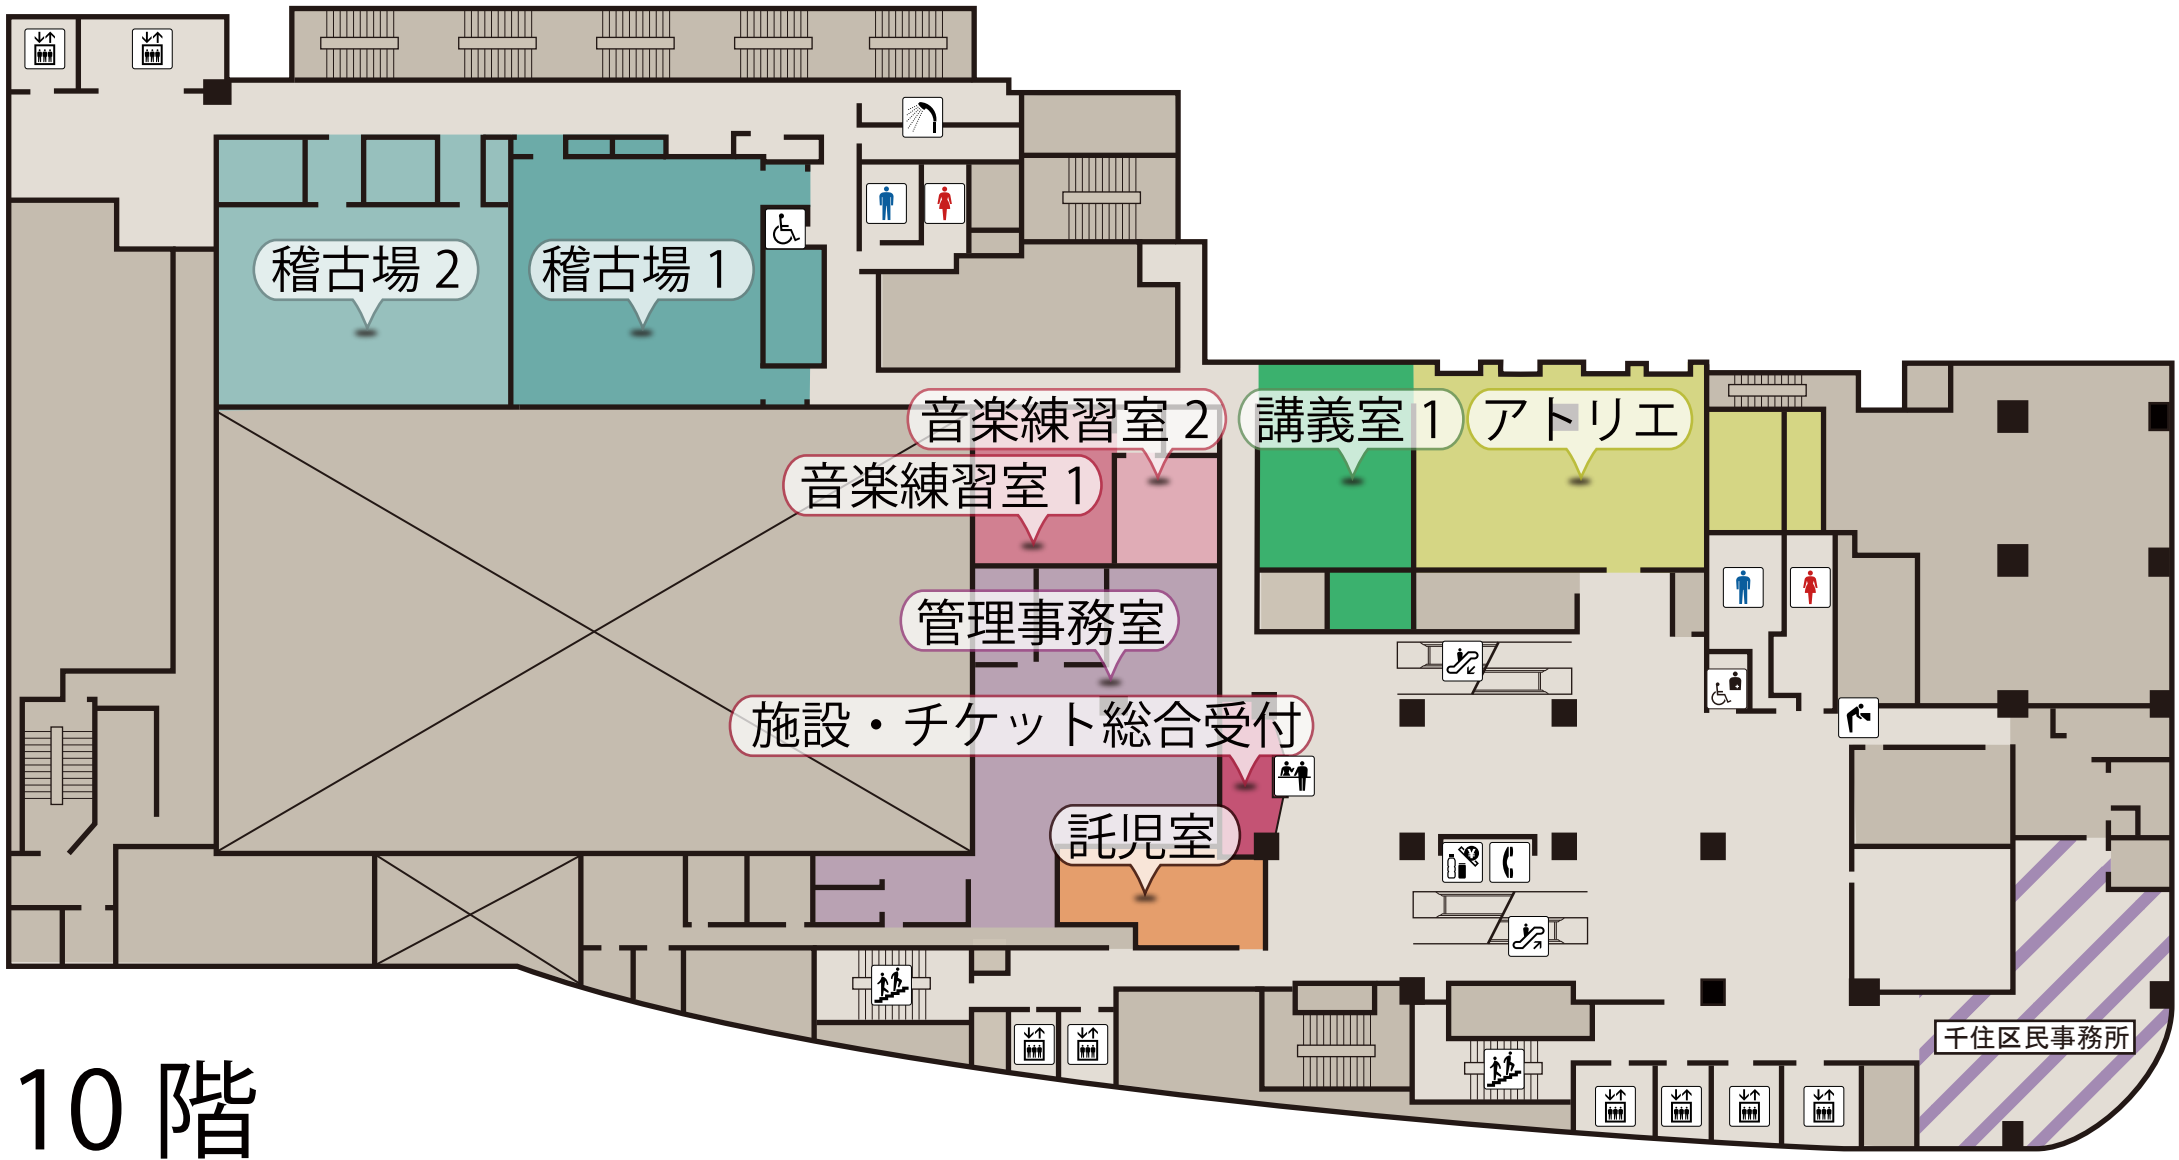 稽古場 2
稽古場 1
音楽練習室 2
講義室 1
アトリエ
音楽練習室 1
管理事務室
施設・チケット総合受付
託児室
千住区民事務所
10 階